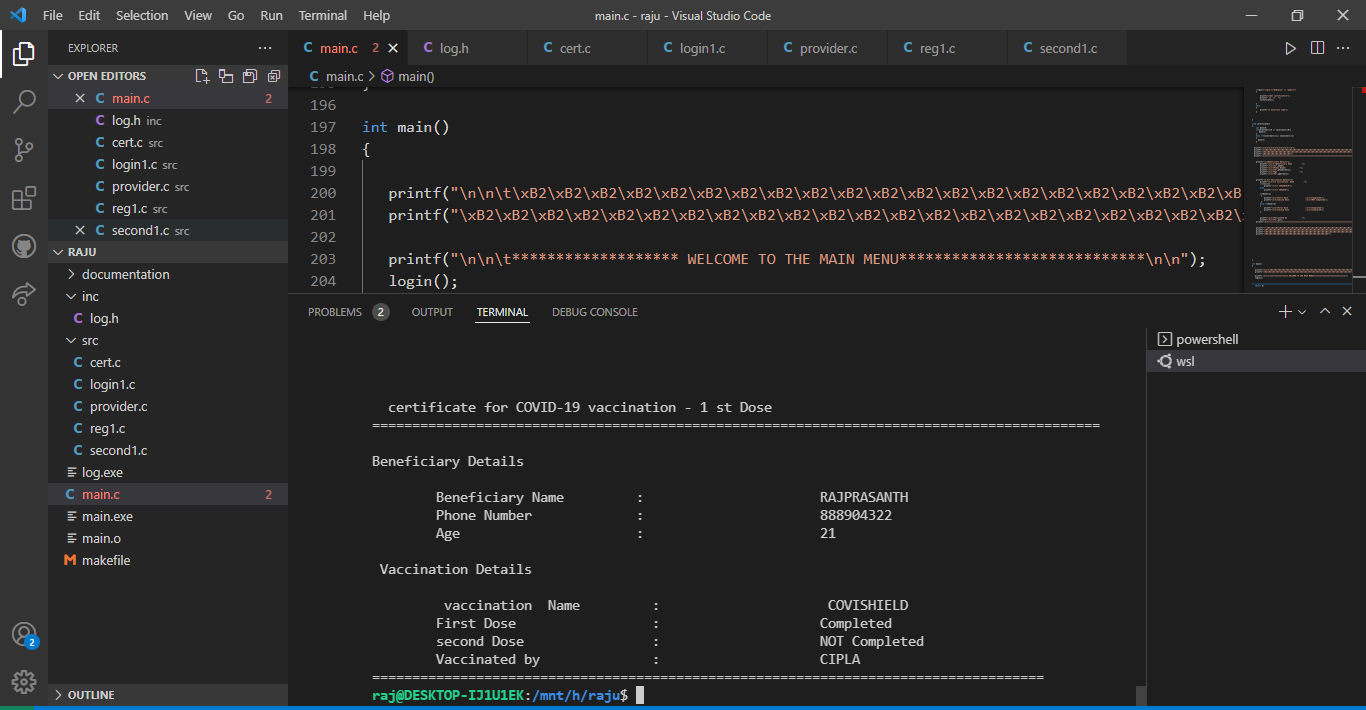 File Edit Selection View Go Run Terminal Help main.c - raju - Visual Studio Code
EXPLORER
OPEN EDITORS
main.c 2
log.h inc
cert.c src
login1.c src
provider.c src
reg1.c src
second1.c src
RAJU
documentation
inc
log.h
src
cert.c
login1.c
provider.c
reg1.c
second1.c
log.exe
main.c 2
main.exe
main.o
makefile
OUTLINE
2
main.c 2 log.h cert.c login1.c provider.c reg1.c second1.c
main.c > main()
196
197 int main()
198 {
199
200 printf("\n\n\t\xB2\xB2\xB2\xB2\xB2\xB2\xB2\xB2\xB2\xB2\xB2\xB2\xB2\xB2\xB2\xB2\xB2\xB2\xB2\xB2\xB
201 printf("\xB2\xB2\xB2\xB2\xB2\xB2\xB2\xB2\xB2\xB2\xB2\xB2\xB2\xB2\xB2\xB2\xB2\xB2\xB2\xB2\xB2\xB2\
202
203 printf("\n\n\t******************* WELCOME TO THE MAIN MENU****************************\n\n");
204 login();
PROBLEMS 2 OUTPUT TERMINAL DEBUG CONSOLE
powershell
wsl
certificate for COVID-19 vaccination - 1 st Dose
===========================================================================================
Beneficiary Details
Beneficiary Name : RAJPRASANTH
Phone Number : 888904322
Age : 21
Vaccination Details
vaccination Name : COVISHIELD
First Dose : Completed
second Dose : NOT Completed
Vaccinated by : CIPLA
====================================================================================
raj@DESKTOP-IJ1U1EK:/mnt/h/raju$